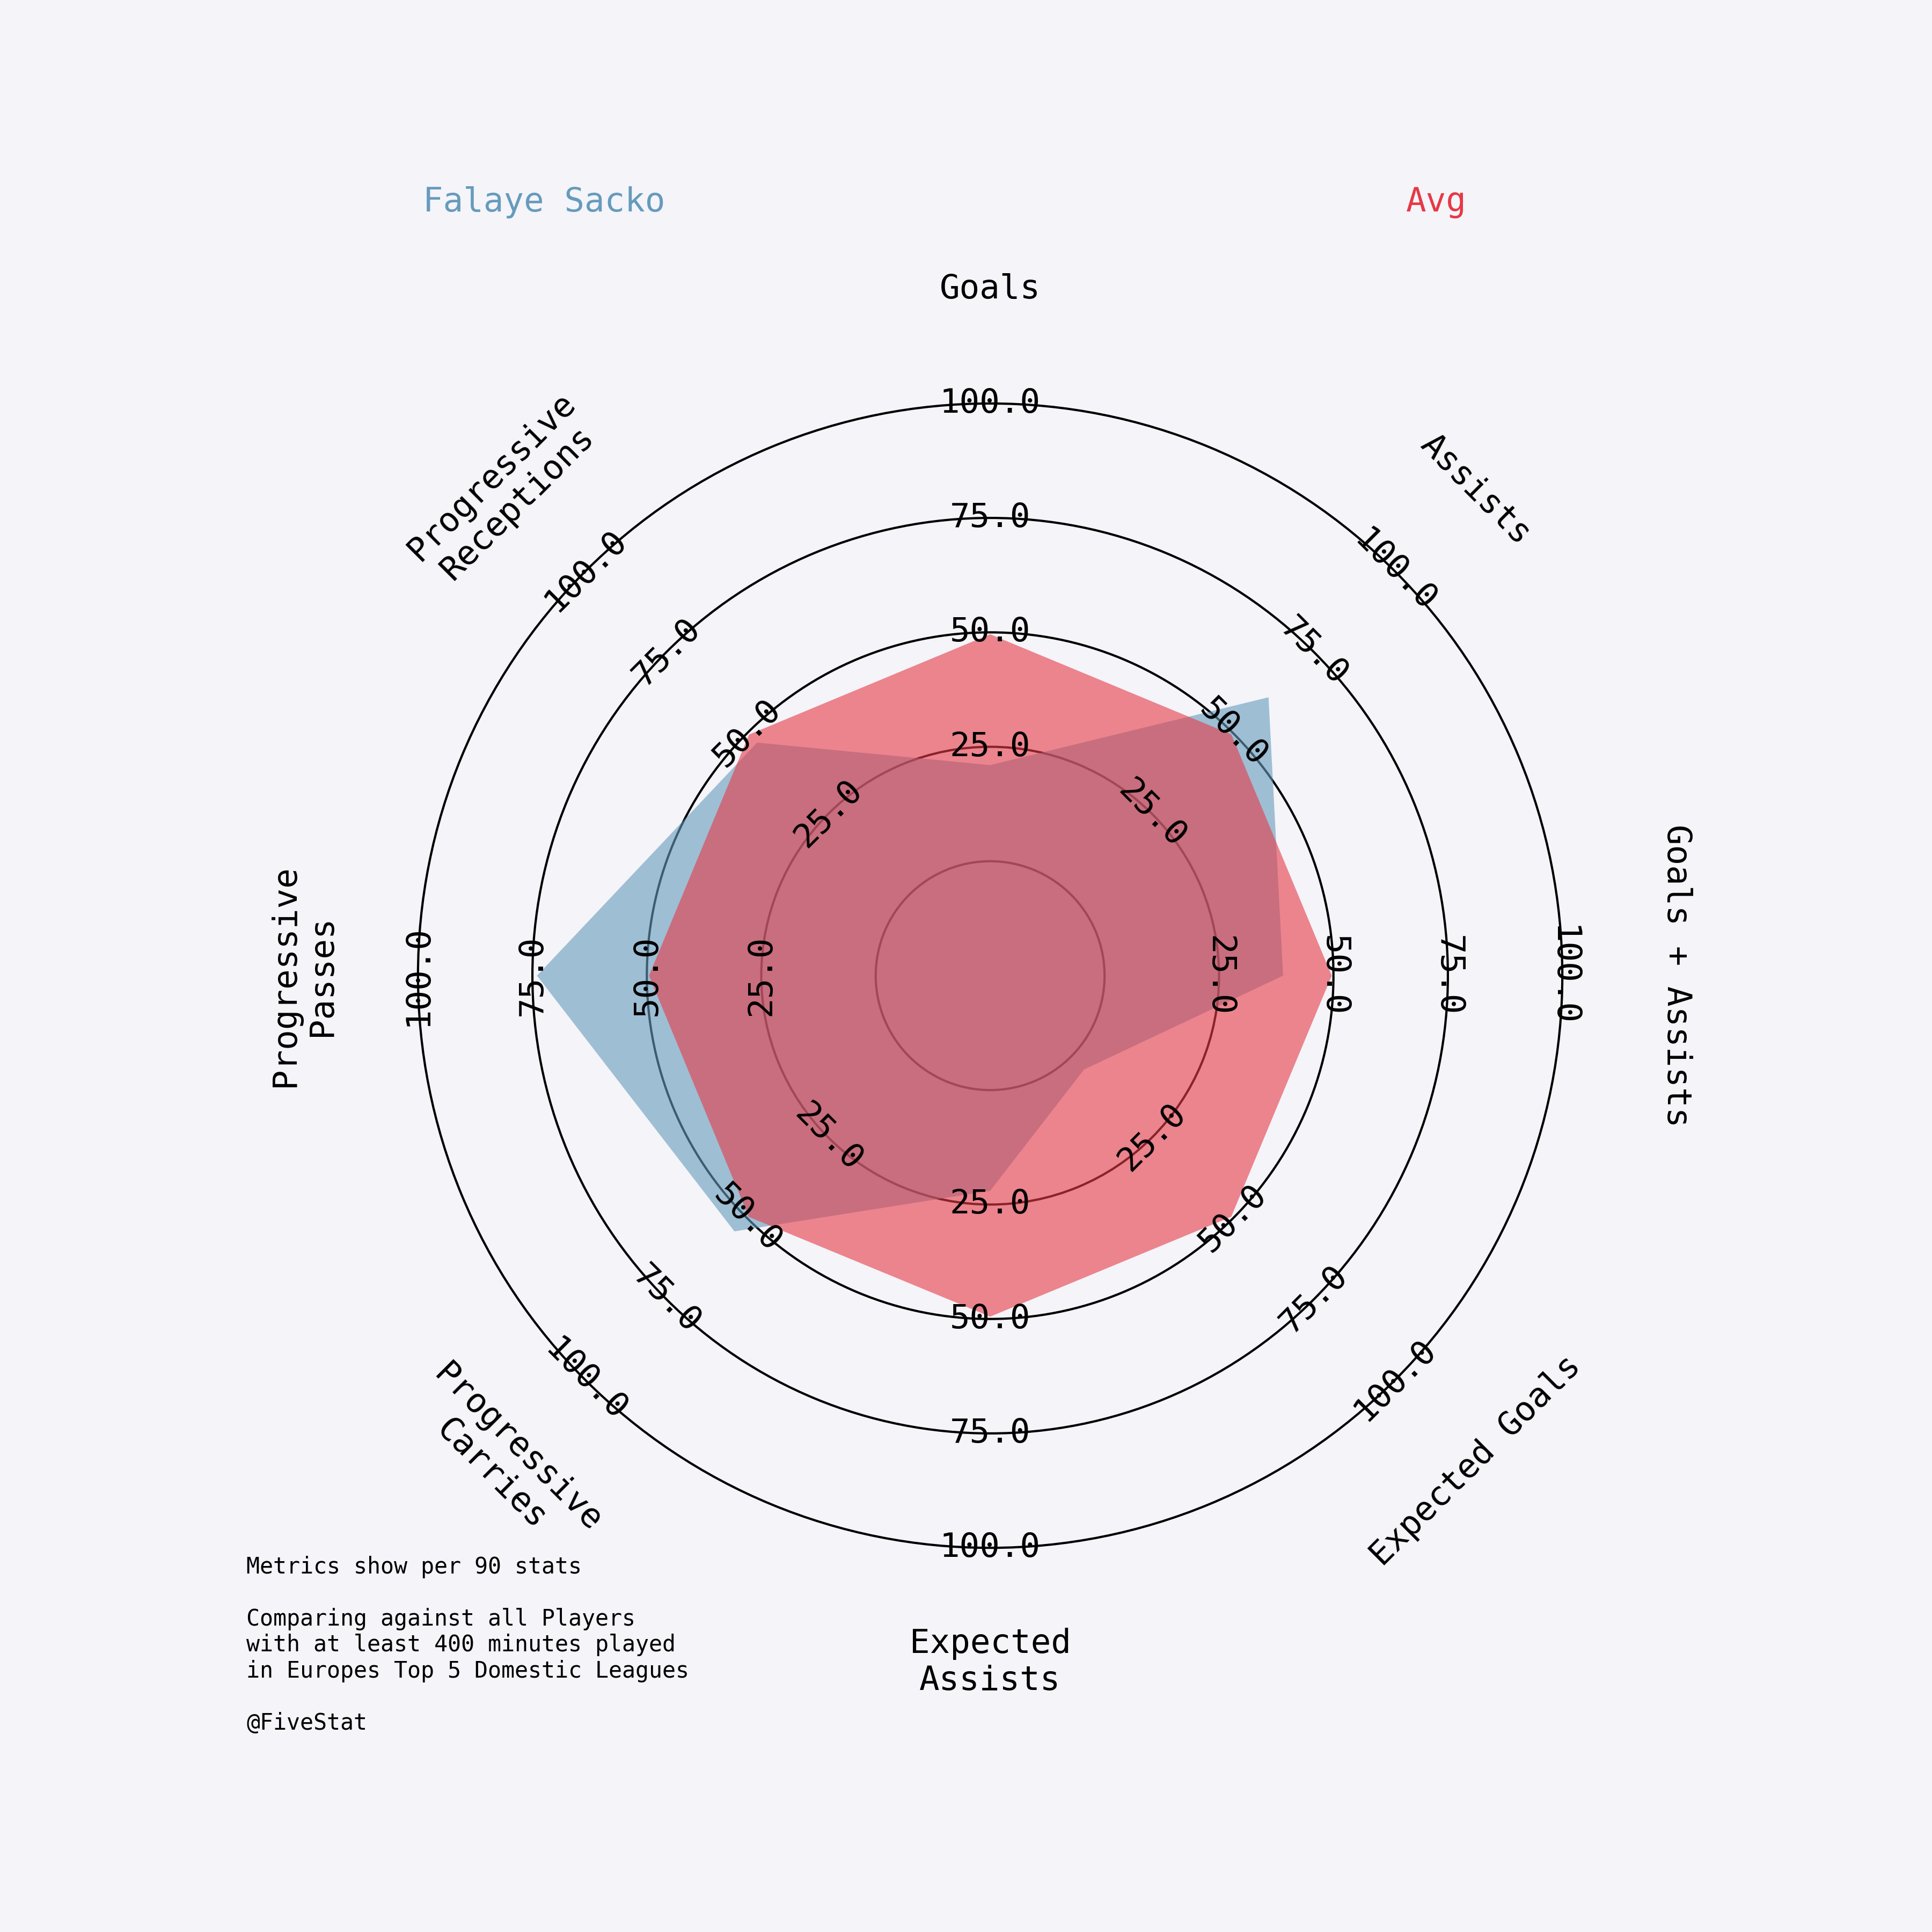 Falaye Sacko
Avg
Goals
Assists
Goals + Assists
Expected Goals
Expected
Assists
Progressive
Carries
Progressive
Passes
Progressive
Receptions
25.0
50.0
75.0
100.0
25.0
50.0
75.0
100.0
25.0
50.0
75.0
100.0
25.0
50.0
75.0
100.0
25.0
50.0
75.0
100.0
25.0
50.0
75.0
100.0
25.0
50.0
75.0
100.0
25.0
50.0
75.0
100.0
Metrics show per 90 stats
Comparing against all Players
with at least 400 minutes played
in Europes Top 5 Domestic Leagues
@FiveStat